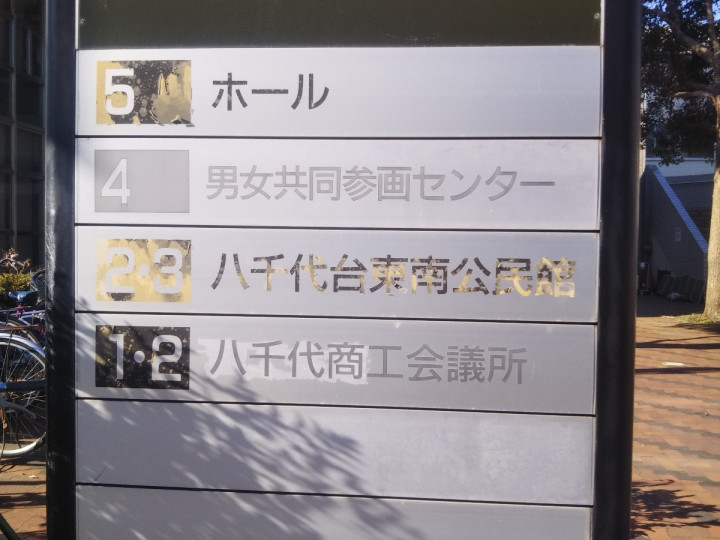 5 ホール
4 男女共同参画センター
2・3 八千代台東南公民館
1・2 八千代商工会議所